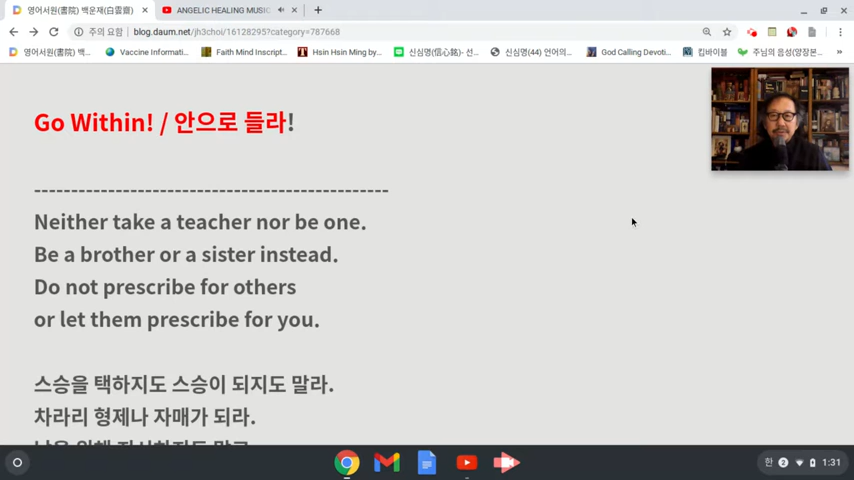 영어서원(書院) 백운재(白雲齋)
ANGELIC HEALING MUSIC
주의 요함
blog.daum.net/jh3choi/16128295?category=787668
영어서원(書院) 백...
Vaccine Informati...
Faith Mind Inscript...
Hsin Hsin Ming by...
신심명(信心銘)- 선...
신심명(44) 언어의...
God Calling Devoti...
킹바이블
주님의 음성(양장본...
Go Within! / 안으로 들라!
------------------------------------------------
Neither take a teacher nor be one.
Be a brother or a sister instead.
Do not prescribe for others
or let them prescribe for you.
스승을 택하지도 스승이 되지도 말라.
차라리 형제나 자매가 되라.
한 2 1:31